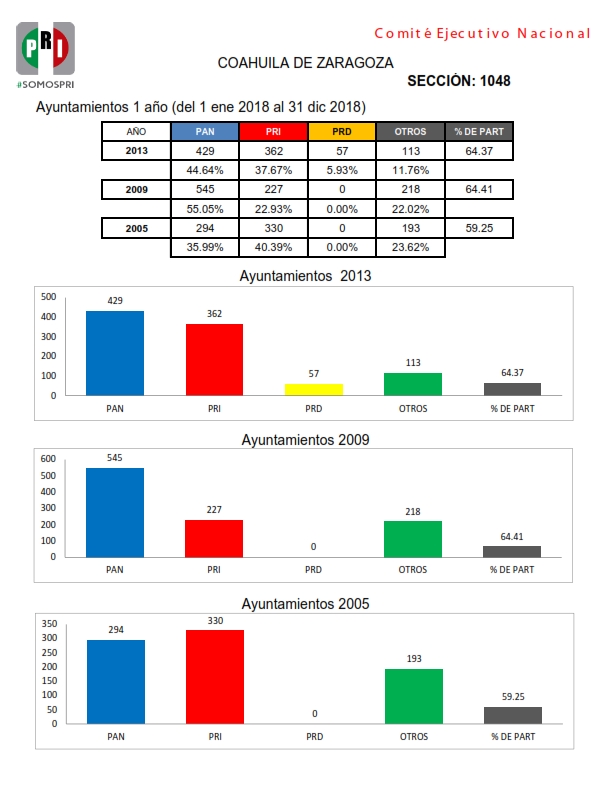 Comité Ejecutivo Nacional
PRI
#SOMOSPRI
COAHUILA DE ZARAGOZA
SECCIÓN: 1048
Ayuntamientos 1 año (del 1 ene 2018 al 31 dic 2018)
AÑO PAN PRI PRD OTROS % DE PART
2013 429 362 57 113 64.37
44.64% 37.67% 5.93% 11.76%
2009 545 227 0 218 64.41
55.05% 22.93% 0.00% 22.02%
2005 294 330 0 193 59.25
35.99% 40.39% 0.00% 23.62%
Ayuntamientos 2013
500
400
300
200
100
0
429 362 57 113 64.37
PAN PRI PRD OTROS % DE PART
Ayuntamientos 2009
600
500
400
300
200
100
0
545 227 0 218 64.41
PAN PRI PRD OTROS % DE PART
Ayuntamientos 2005
350
300
250
200
150
100
50
0
294 330 0 193 59.25
PAN PRI PRD OTROS % DE PART